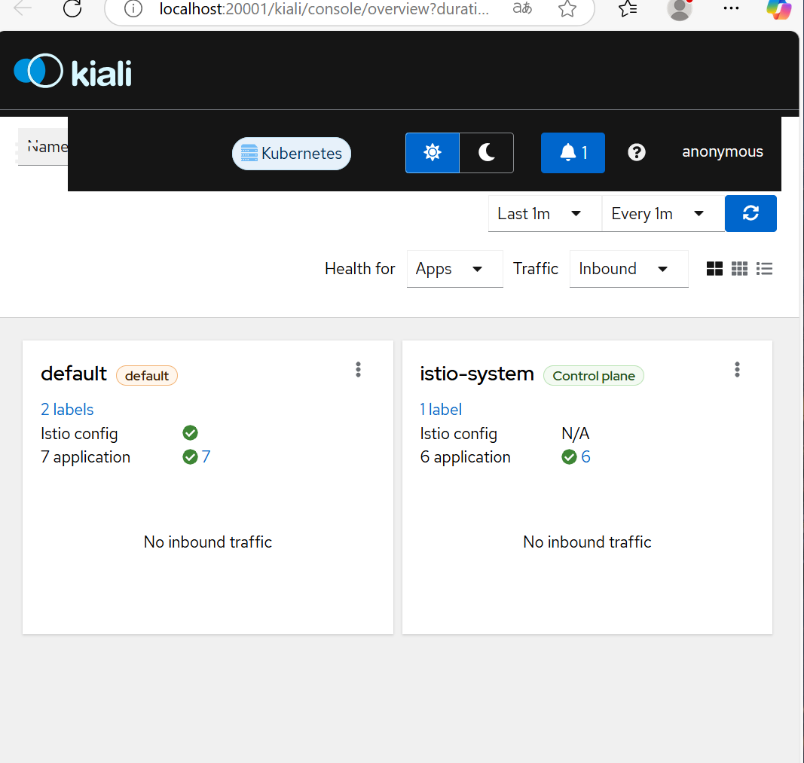 localhost:20001/kiali/console/overview?durati...
kiali
Name
Kubernetes
1
anonymous
Last 1m
Every 1m
Health for
Apps
Traffic
Inbound
default default
2 labels
Istio config
7 application 7
No inbound traffic
istio-system Control plane
1 label
Istio config N/A
6 application 6
No inbound traffic